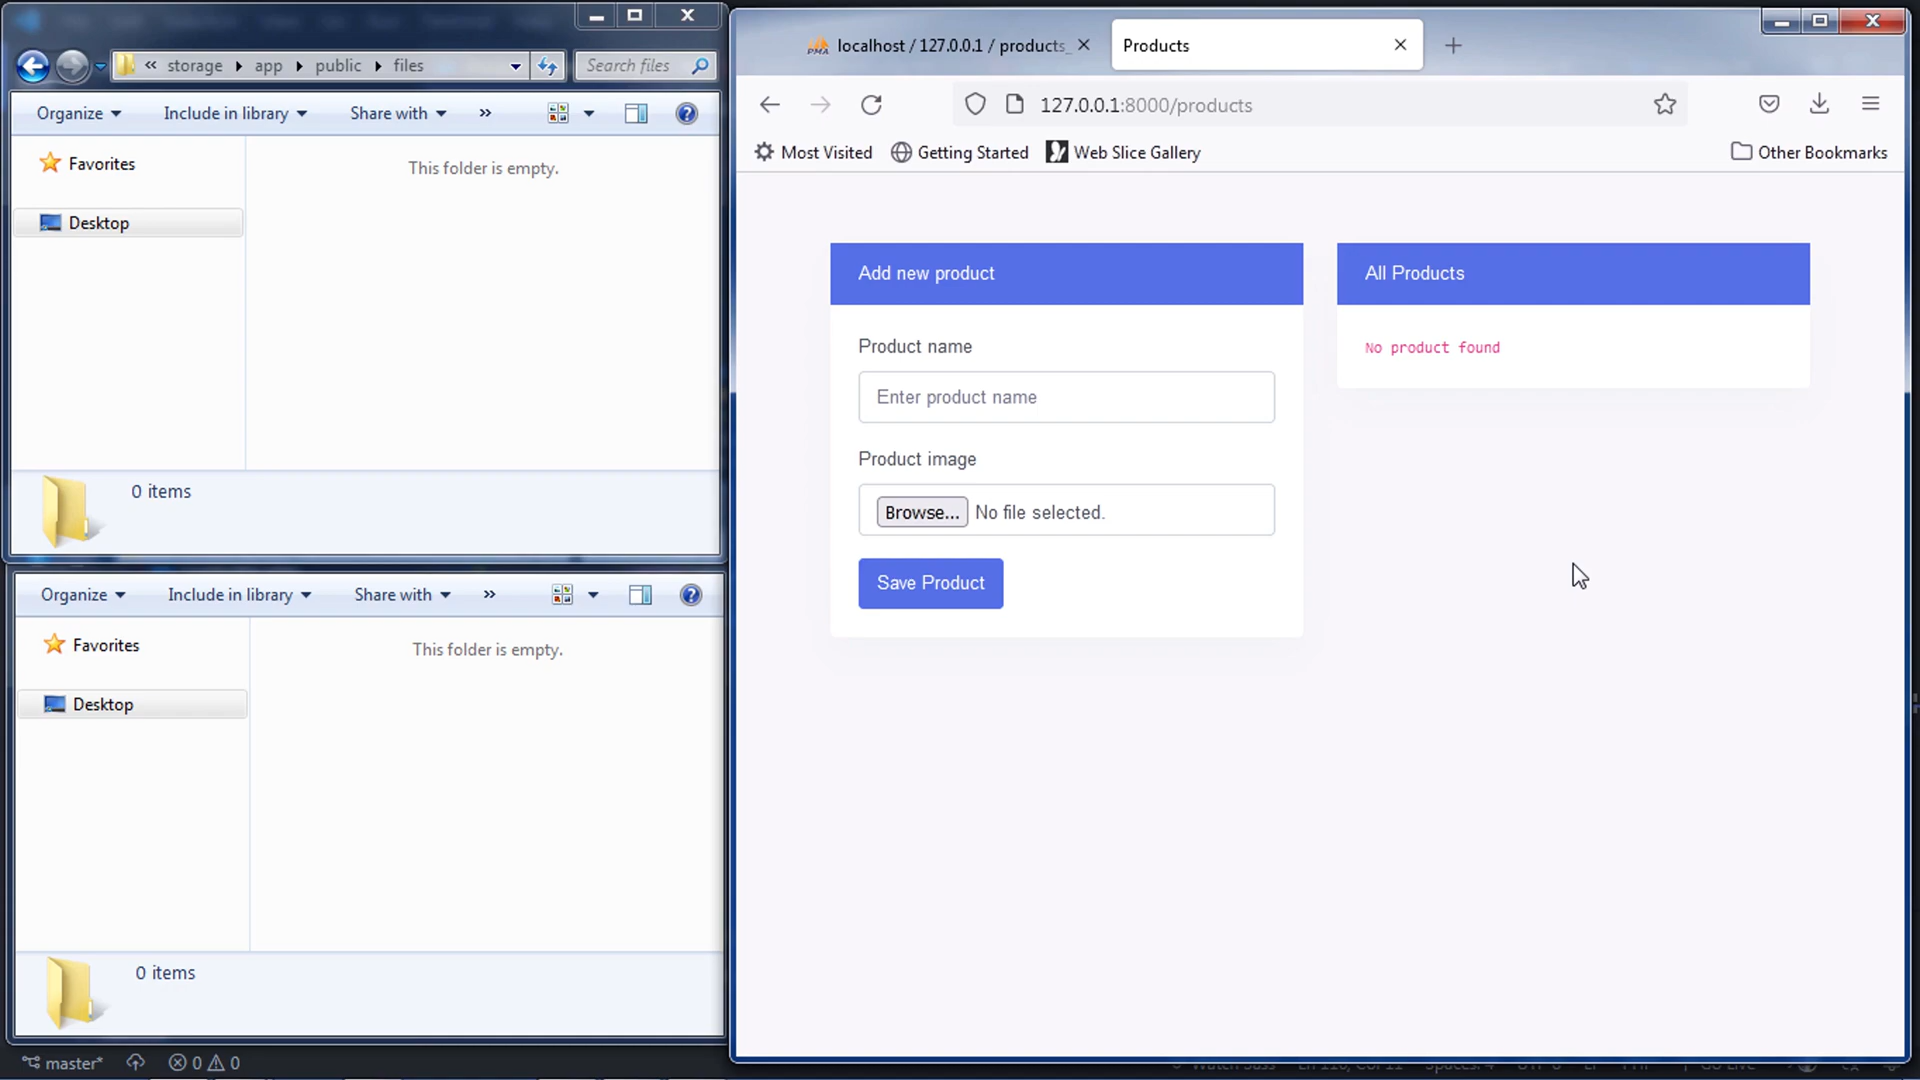 storage app public files
Search files
Organize Include in library Share with »
Favorites
Desktop
This folder is empty.
0 items
Organize Include in library Share with »
Favorites
Desktop
This folder is empty.
0 items
master* 0 0
PMA localhost / 127.0.0.1 / products_
Products
127.0.0.1:8000/products
Most Visited Getting Started Web Slice Gallery Other Bookmarks
Add new product
Product name
Enter product name
Product image
Browse... No file selected.
Save Product
All Products
No product found